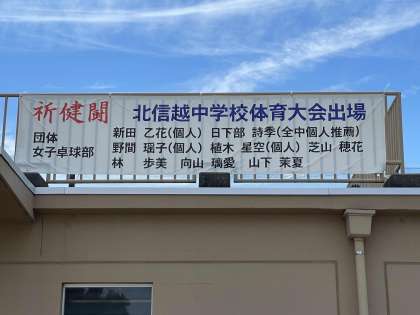 祈健闘 北信越中学校体育大会出場
団体 新田 乙花(個人) 日下部 詩季(全中個人推薦)
女子卓球部 野間 瑶子(個人) 植木 星空(個人) 芝山 穂花
林 歩美 向山 璃愛 山下 茉夏